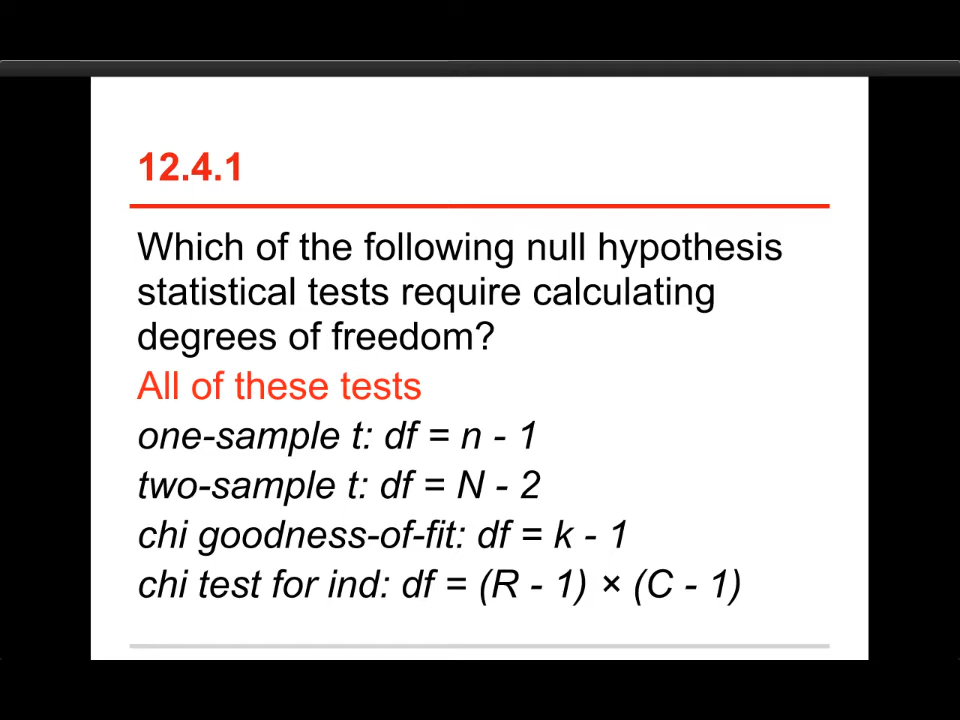 12.4.1
Which of the following null hypothesis
statistical tests require calculating
degrees of freedom?
All of these tests
one-sample t: df = n - 1
two-sample t: df = N - 2
chi goodness-of-fit: df = k - 1
chi test for ind: df = (R - 1) × (C - 1)